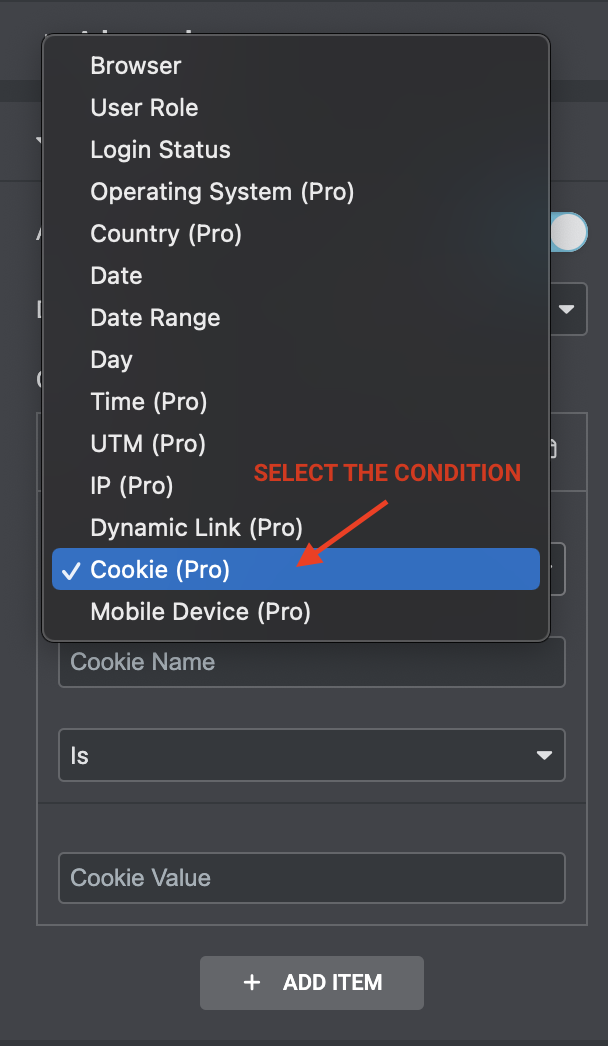 Browser
User Role
Login Status
Operating System (Pro)
Country (Pro)
Date
Date Range
Day
Time (Pro)
UTM (Pro)
IP (Pro)
SELECT THE CONDITION
Dynamic Link (Pro)
Cookie (Pro)
Mobile Device (Pro)
Cookie Name
Is
Cookie Value
+ ADD ITEM